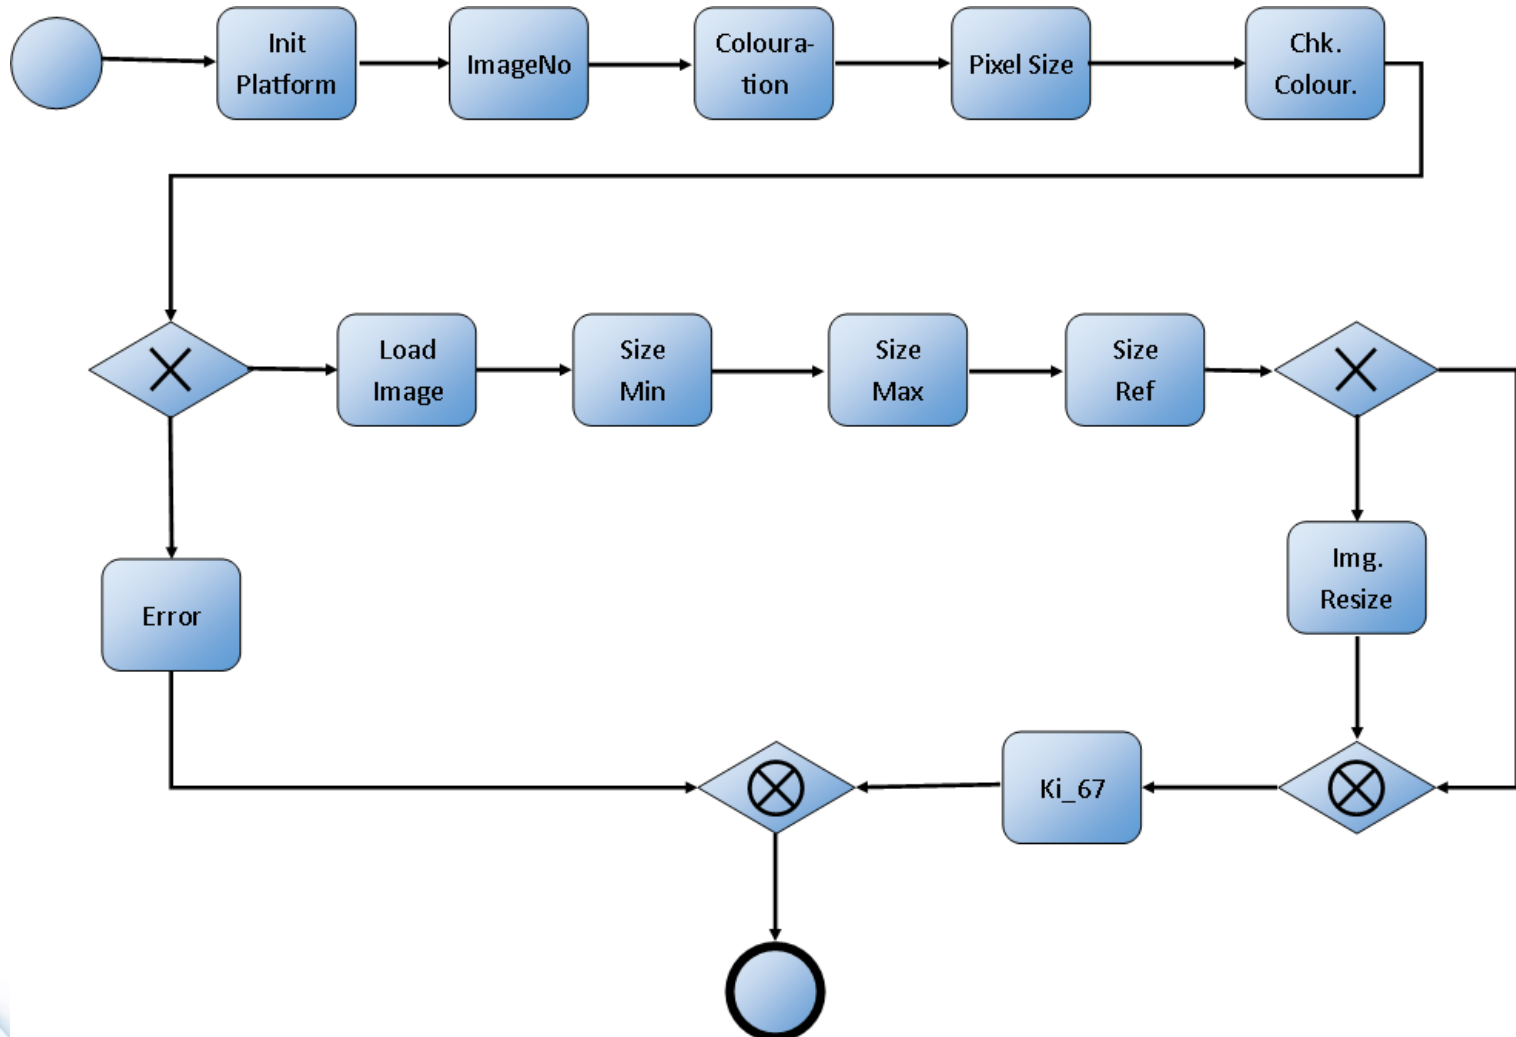 Init
Platform
ImageNo
Coloura-
tion
Pixel Size
Chk.
Colour.
Load
Image
Size
Min
Size
Max
Size
Ref
Img.
Resize
Error
Ki_67